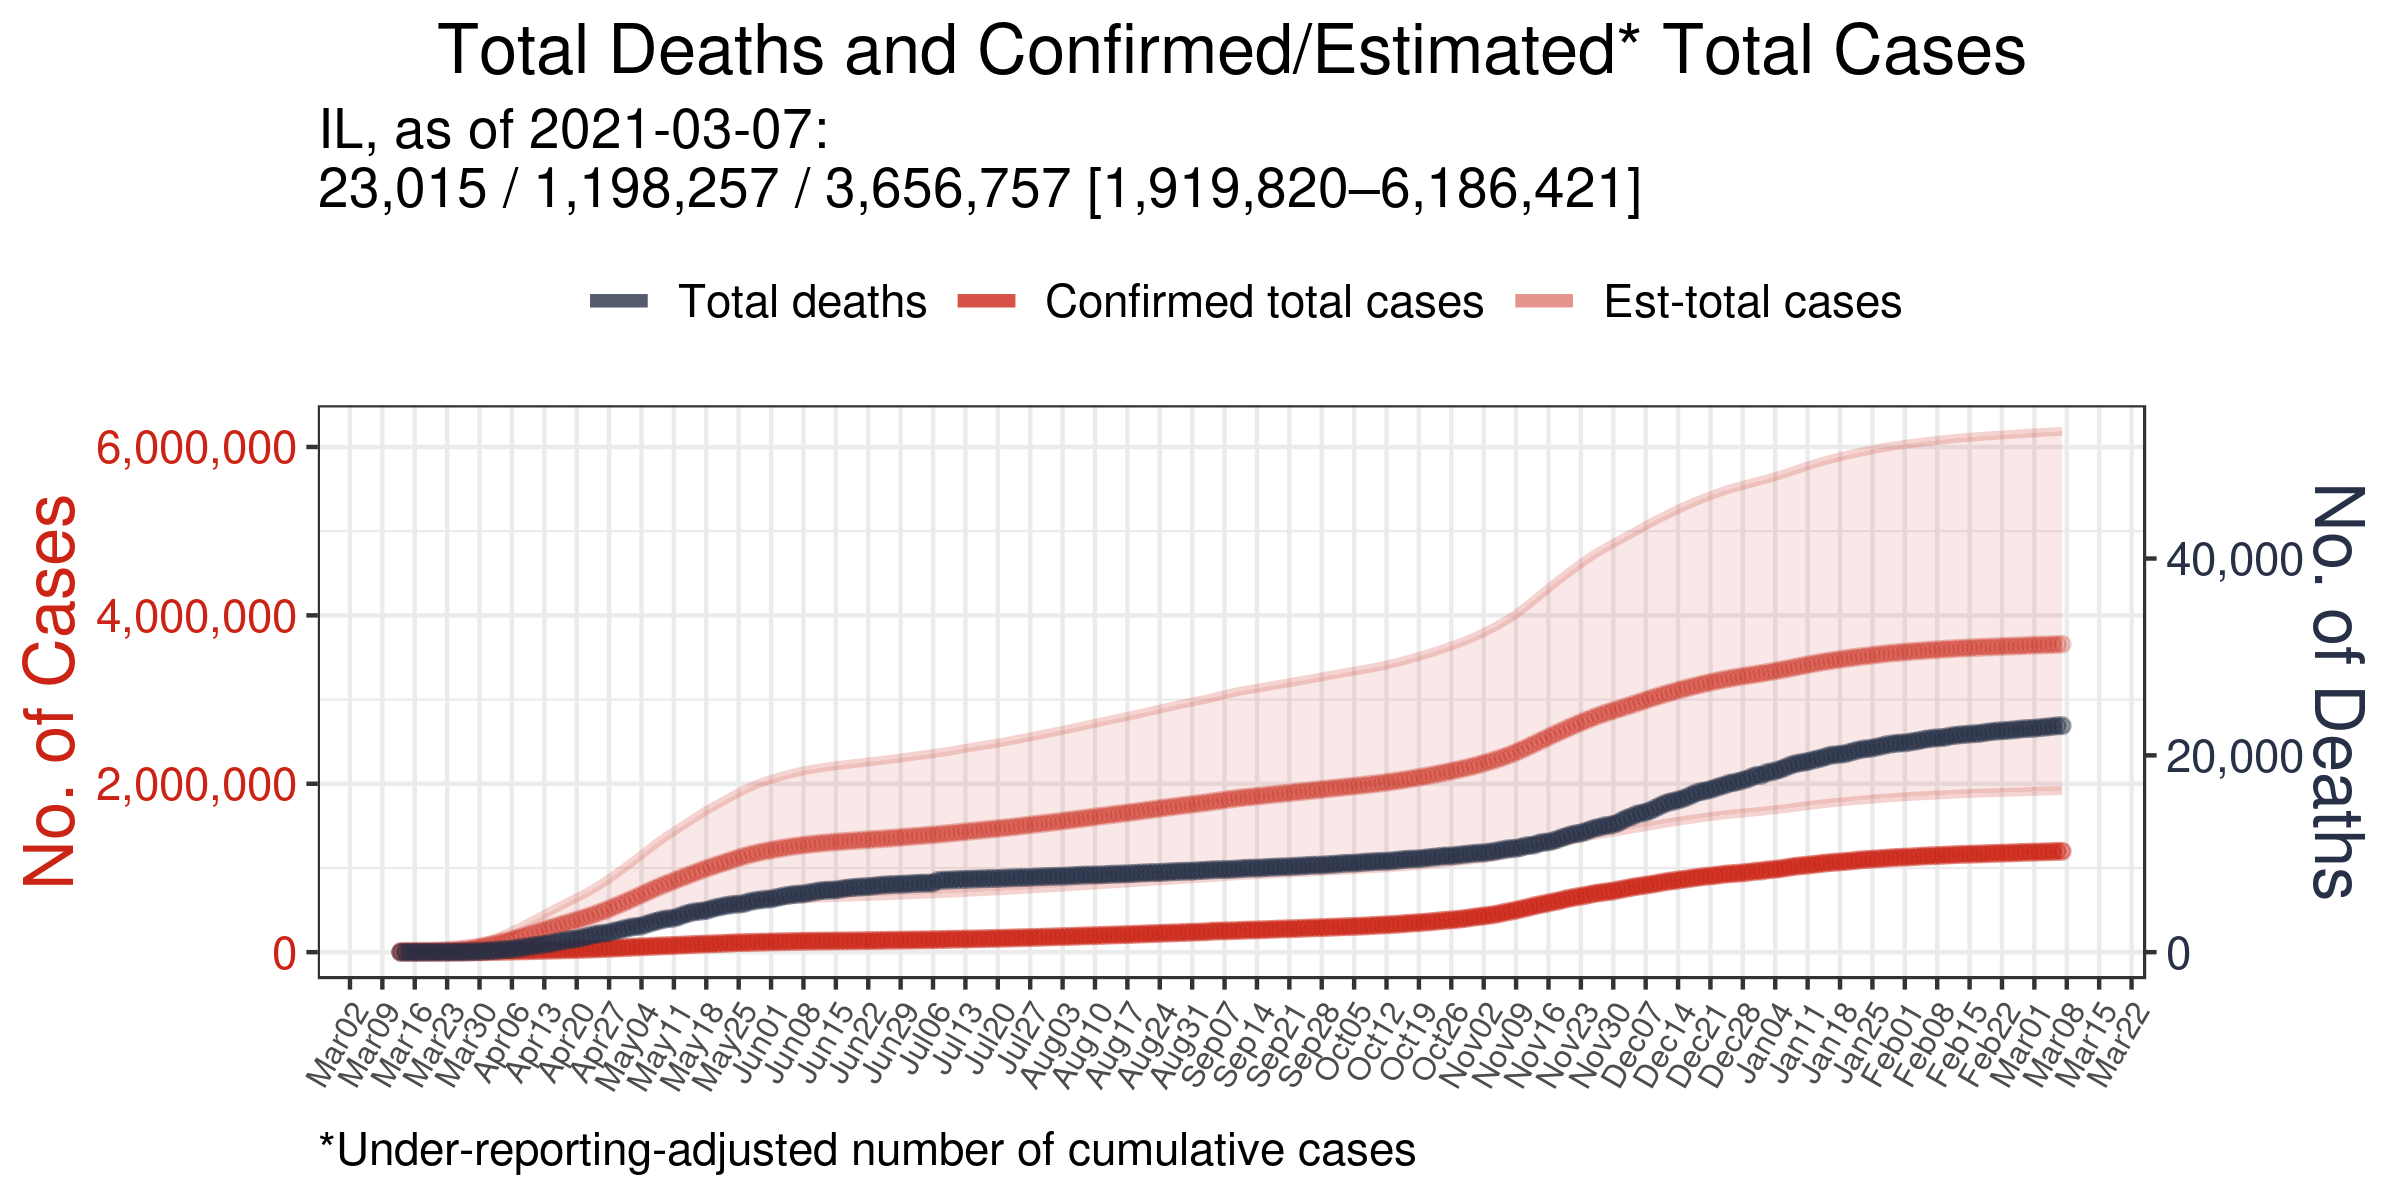 Total Deaths and Confirmed/Estimated* Total Cases
IL, as of 2021-03-07:
23,015 / 1,198,257 / 3,656,757 [1,919,820–6,186,421]
Total deaths
Confirmed total cases
Est-total cases
No. of Cases
6,000,000
4,000,000
2,000,000
0
No. of Deaths
40,000
20,000
0
Mar02
Mar09
Mar16
Mar23
Mar30
Apr06
Apr13
Apr20
Apr27
May04
May11
May18
May25
Jun01
Jun08
Jun15
Jun22
Jun29
Jul06
Jul13
Jul20
Jul27
Aug03
Aug10
Aug17
Aug24
Aug31
Sep07
Sep14
Sep21
Sep28
Oct05
Oct12
Oct19
Oct26
Nov02
Nov09
Nov16
Nov23
Nov30
Dec07
Dec14
Dec21
Dec28
Jan04
Jan11
Jan18
Jan25
Feb01
Feb08
Feb15
Feb22
Mar01
Mar08
Mar15
Mar22
*Under-reporting-adjusted number of cumulative cases